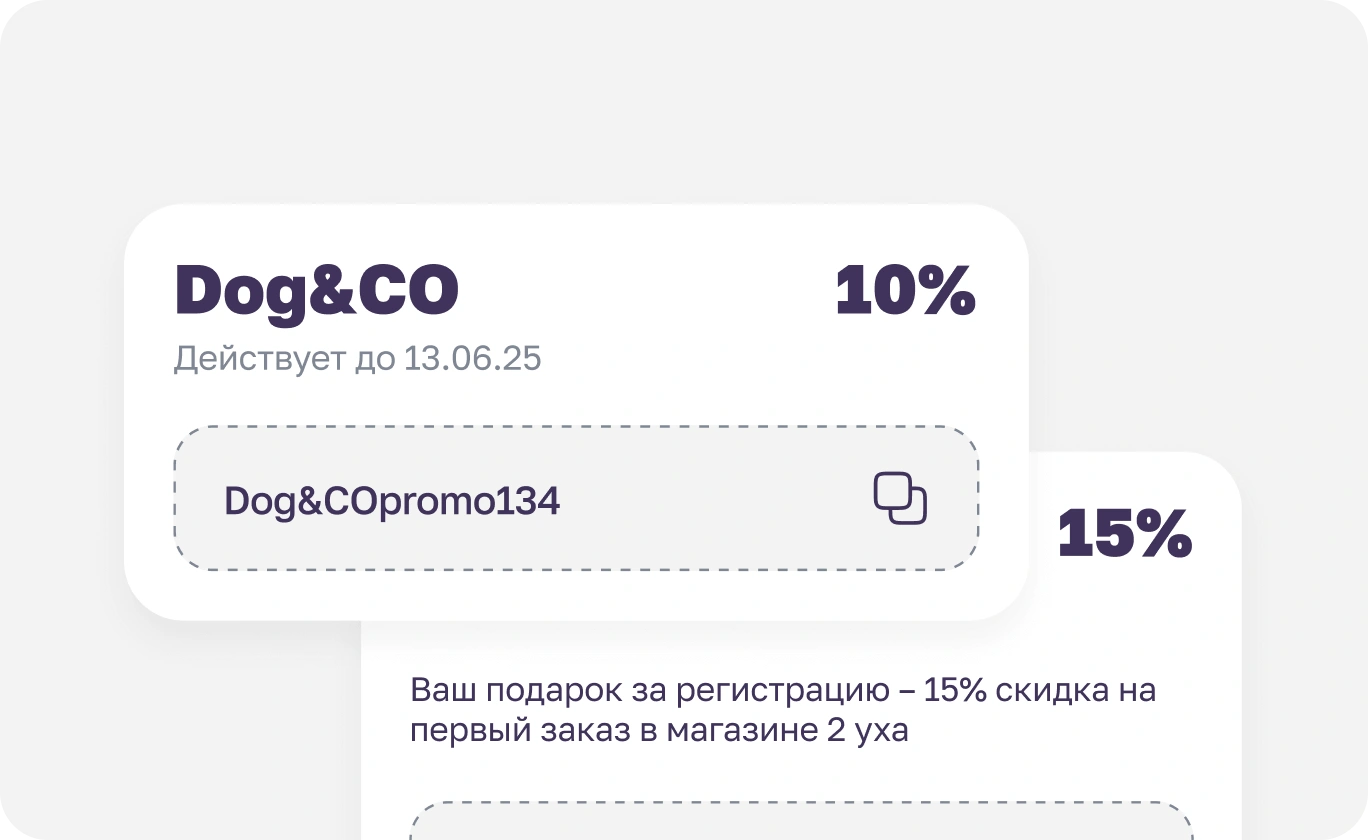 Dog&CO
10%
Действует до 13.06.25
Dog&COpromo134
15%
Ваш подарок за регистрацию – 15% скидка на
первый заказ в магазине 2 уха